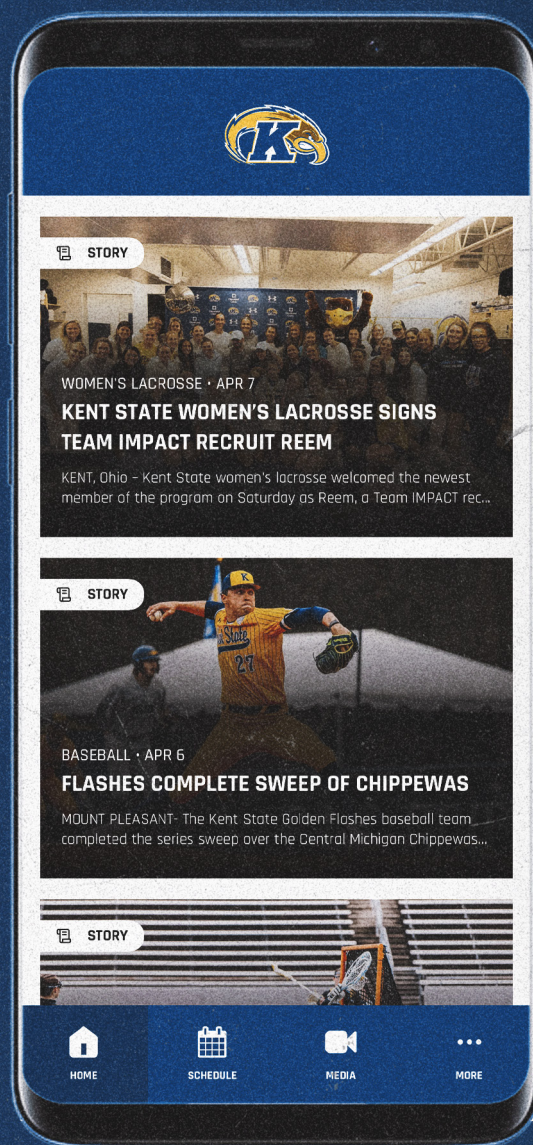 K
STORY
WOMEN'S LACROSSE • APR 7
KENT STATE WOMEN'S LACROSSE SIGNS
TEAM IMPACT RECRUIT REEM
KENT, Ohio – Kent State women's lacrosse welcomed the newest
member of the program on Saturday as Reem, a Team IMPACT rec...
STORY
K
State
27
BASEBALL • APR 6
FLASHES COMPLETE SWEEP OF CHIPPEWAS
MOUNT PLEASANT- The Kent State Golden Flashes baseball team
completed the series sweep over the Central Michigan Chippewas...
STORY
HOME
SCHEDULE
MEDIA
MORE